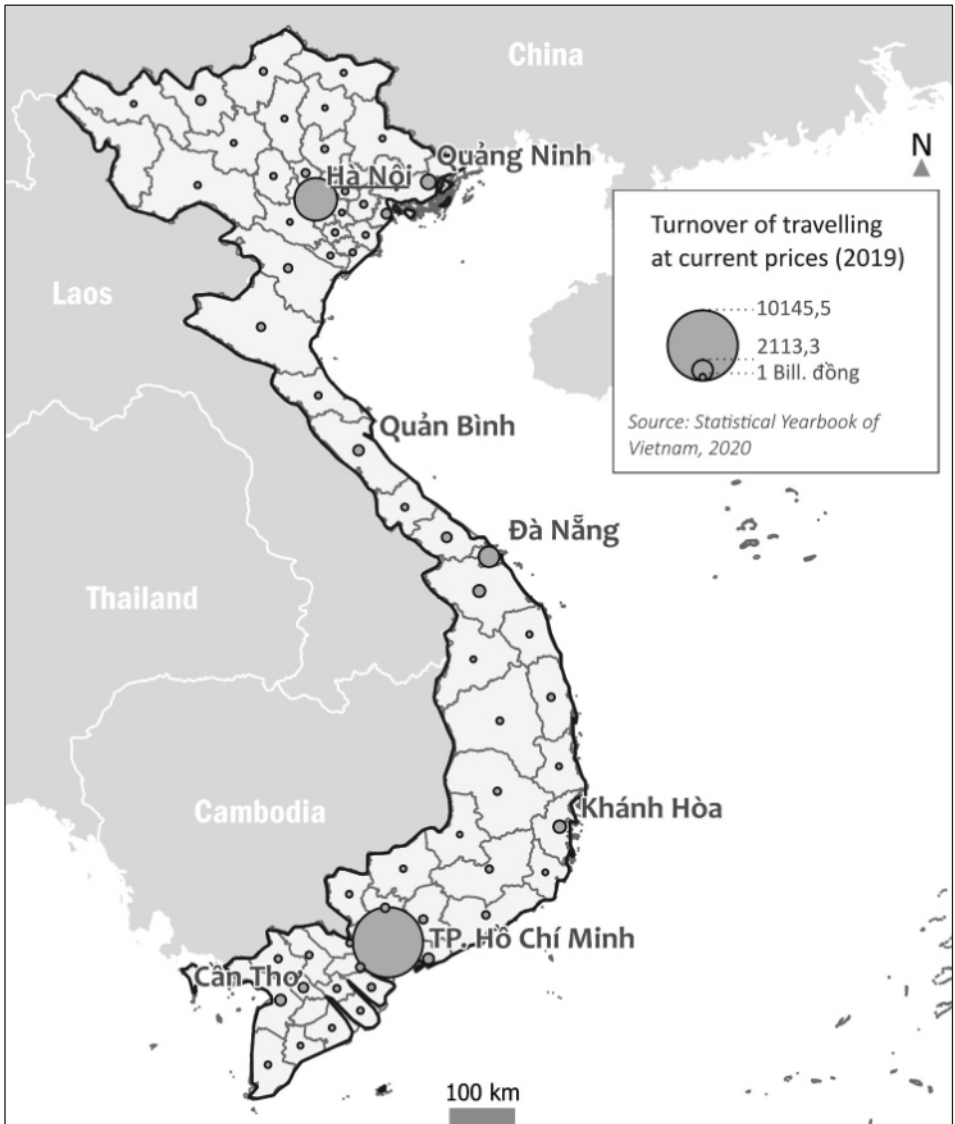 China
N
Quảng Ninh
Hà Nội
Turnover of travelling
at current prices (2019)
10145,5
2113,3
1 Bill. đồng
Source: Statistical Yearbook of
Vietnam, 2020
Laos
Quản Bình
Đà Nẵng
Thailand
Cambodia
Khánh Hòa
TP. Hồ Chí Minh
Cần Thơ
100 km